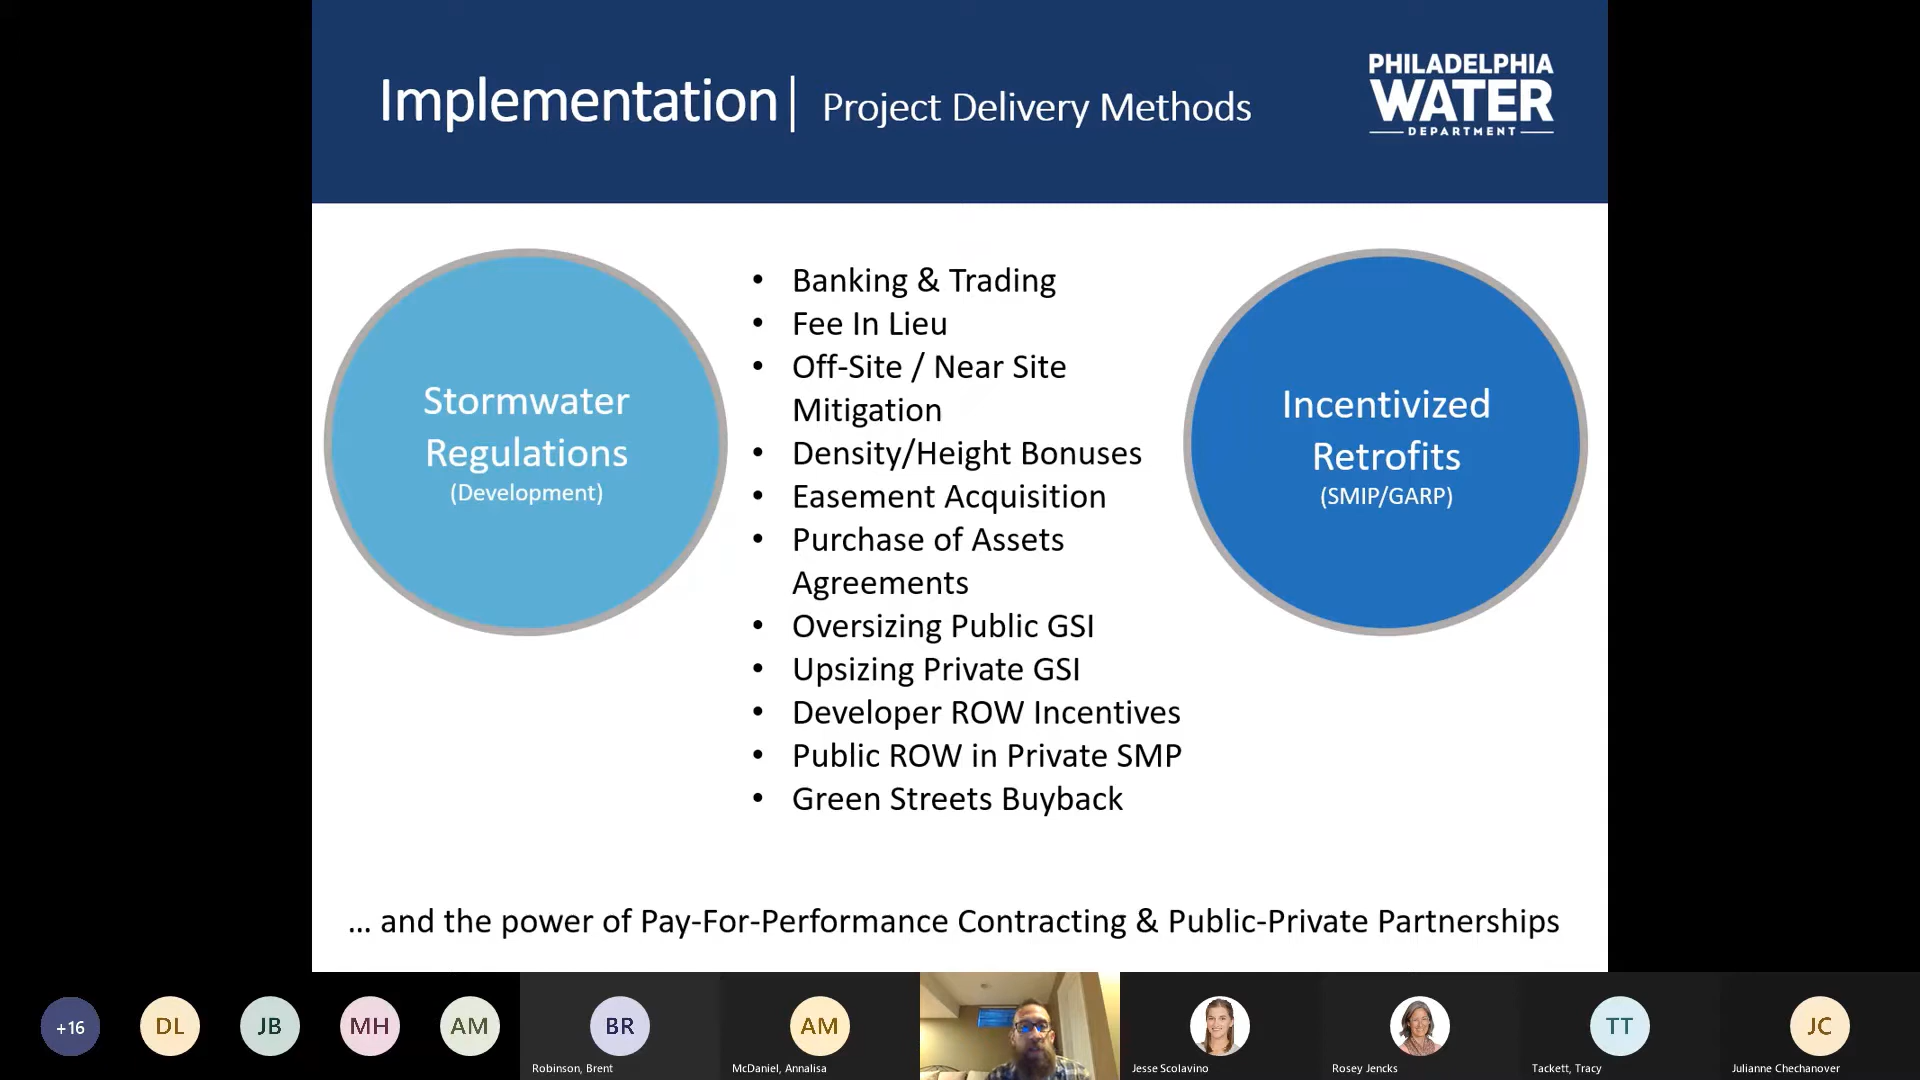 Implementation| Project Delivery Methods
PHILADELPHIA
WATER
DEPARTMENT
Stormwater
Regulations
(Development)
• Banking & Trading
• Fee In Lieu
• Off-Site / Near Site
Mitigation
• Density/Height Bonuses
• Easement Acquisition
• Purchase of Assets
Agreements
• Oversizing Public GSI
• Upsizing Private GSI
• Developer ROW Incentives
• Public ROW in Private SMP
• Green Streets Buyback
Incentivized
Retrofits
(SMIP/GARP)
... and the power of Pay-For-Performance Contracting & Public-Private Partnerships
+16
DL
JB
MH
AM
BR
Robinson, Brent
AM
McDaniel, Annalisa
Jesse Scolavino
Rosey Jencks
TT
Tackett, Tracy
JC
Julianne Chechanover